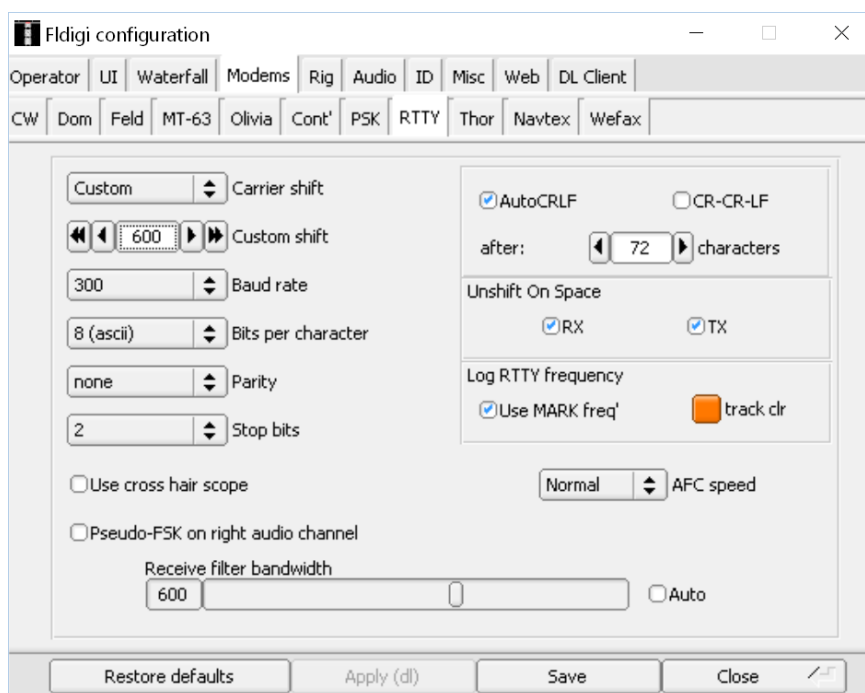 Fldigi configuration
Operator UI Waterfall Modems Rig Audio ID Misc Web DL Client
CW Dom Feld MT-63 Olivia Cont' PSK RTTY Thor Navtex Wefax
Custom Carrier shift
600 Custom shift
300 Baud rate
8 (ascii) Bits per character
none Parity
2 Stop bits
AutoCRLF CR-CR-LF
after: 72 characters
Unshift On Space
RX TX
Log RTTY frequency
Use MARK freq' track clr
Use cross hair scope
Normal AFC speed
Pseudo-FSK on right audio channel
Receive filter bandwidth
600 Auto
Restore defaults Apply (dl) Save Close